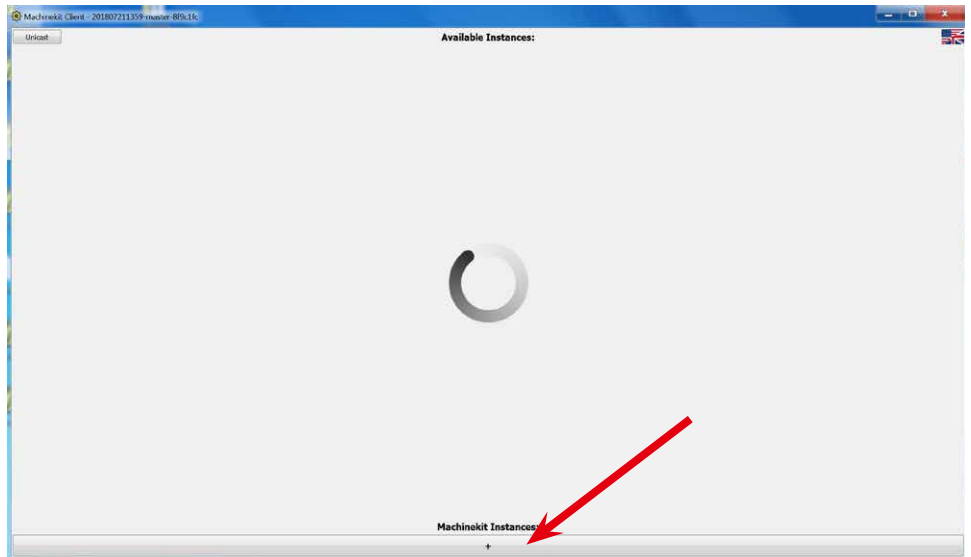 Machinekit Client - 201807211359-master-8f9c1fc
Unicast
Available Instances:
Machinekit Instances:
+